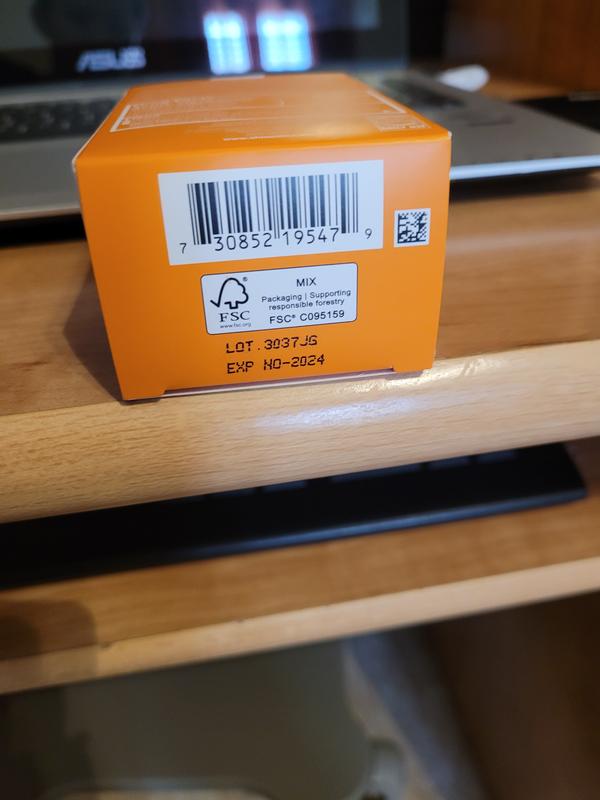 ASUS
7 30852 19547 9
FSC®
www.fsc.org
MIX
Packaging | Supporting
responsible forestry
FSC® C095159
LOT.3037JG
EXP NO-2024